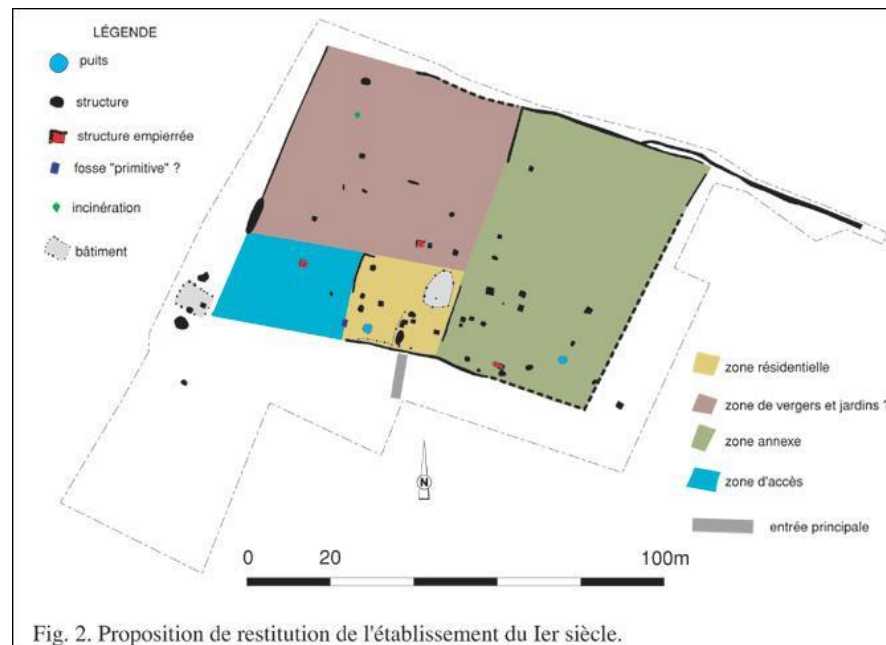 LÉGENDE
puits
structure
structure empierrée
fosse "primitive" ?
incinération
bâtiment
zone résidentielle
zone de vergers et jardins ?
zone annexe
zone d'accès
entrée principale
N
0 20 100m
Fig. 2. Proposition de restitution de l'établissement du Ier siècle.